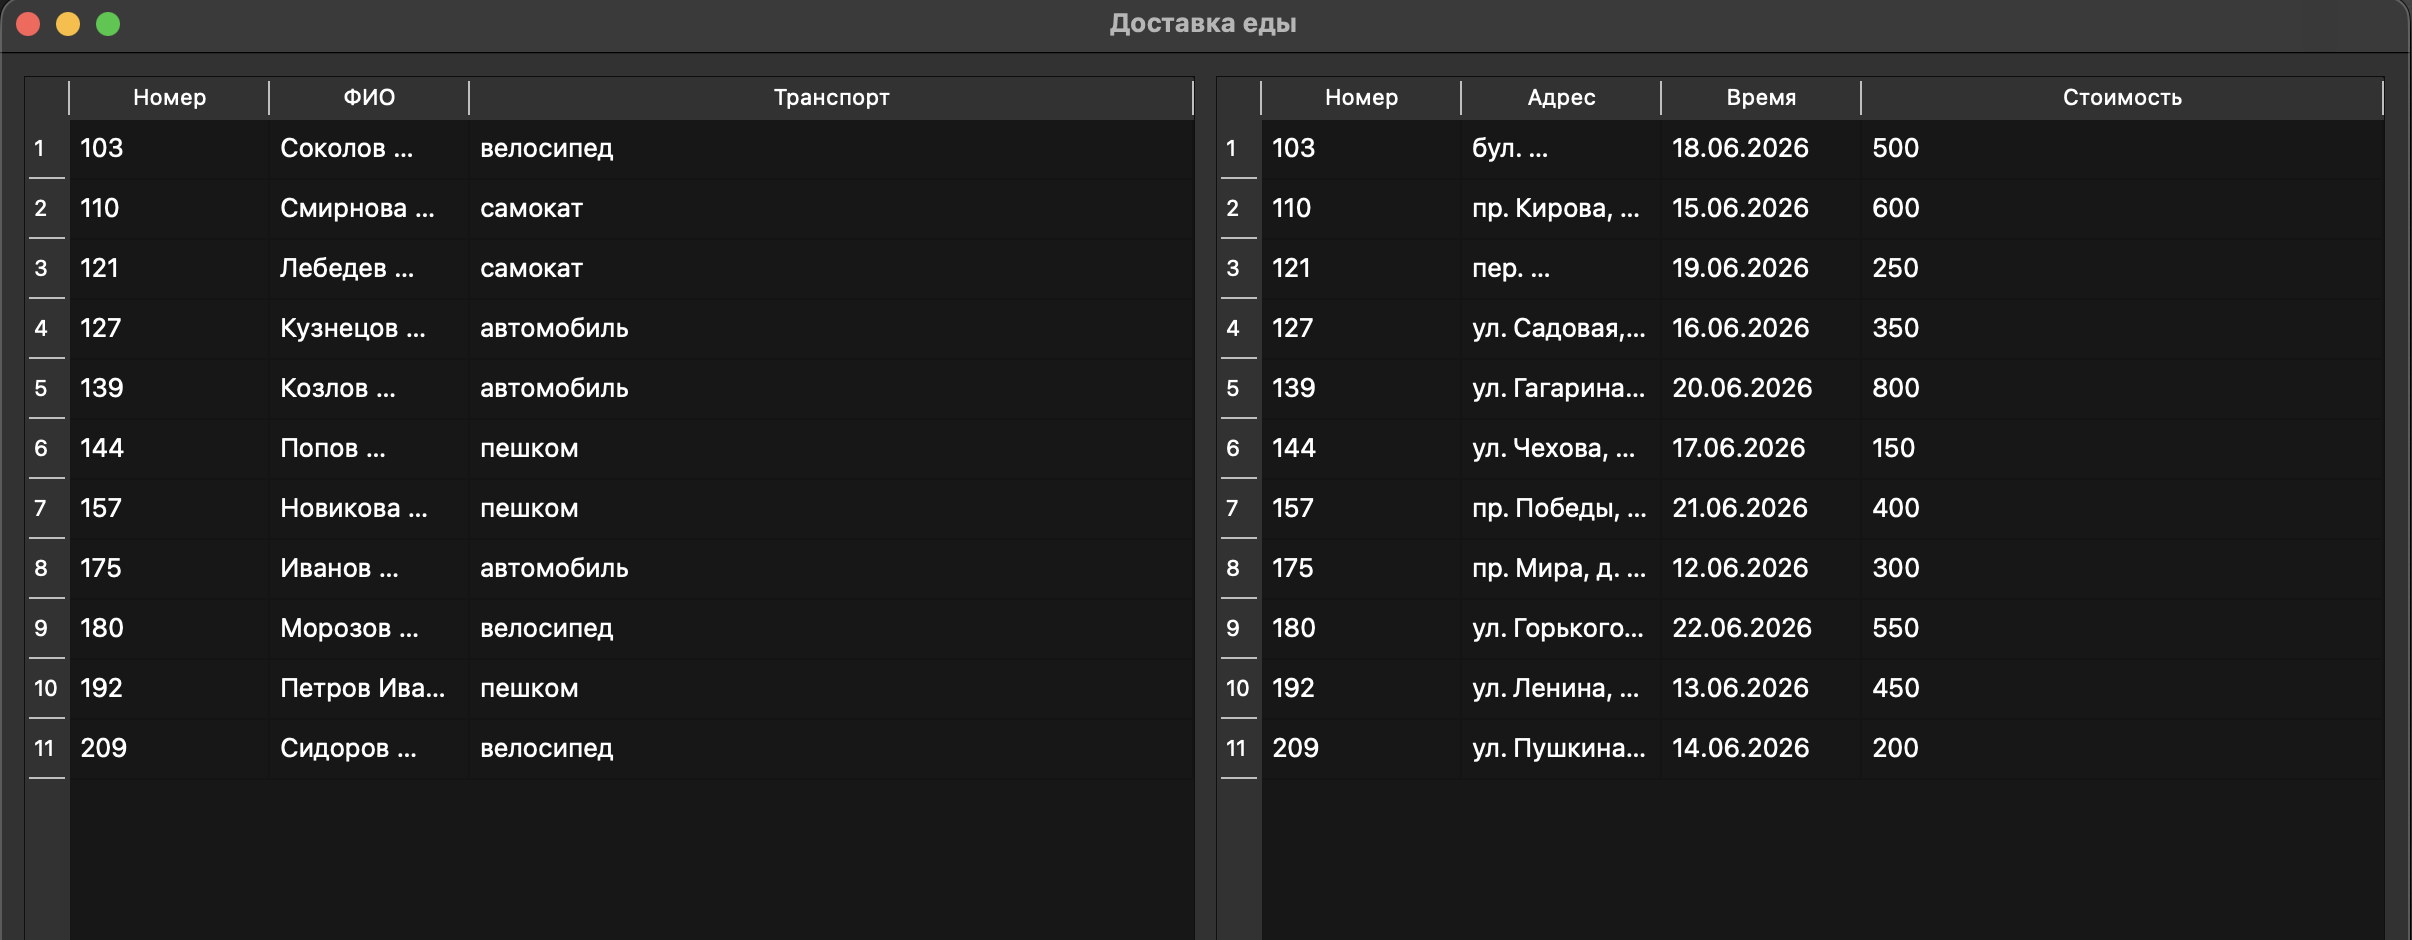 Доставка еды
Номер ФИО Транспорт
1 103 Соколов ... велосипед
2 110 Смирнова ... самокат
3 121 Лебедев ... самокат
4 127 Кузнецов ... автомобиль
5 139 Козлов ... автомобиль
6 144 Попов ... пешком
7 157 Новикова ... пешком
8 175 Иванов ... автомобиль
9 180 Морозов ... велосипед
10 192 Петров Ива... пешком
11 209 Сидоров ... велосипед
Номер Адрес Время Стоимость
1 103 бул. ... 18.06.2026 500
2 110 пр. Кирова, ... 15.06.2026 600
3 121 пер. ... 19.06.2026 250
4 127 ул. Садовая,... 16.06.2026 350
5 139 ул. Гагарина... 20.06.2026 800
6 144 ул. Чехова, ... 17.06.2026 150
7 157 пр. Победы, ... 21.06.2026 400
8 175 пр. Мира, д. ... 12.06.2026 300
9 180 ул. Горького... 22.06.2026 550
10 192 ул. Ленина, ... 13.06.2026 450
11 209 ул. Пушкина... 14.06.2026 200